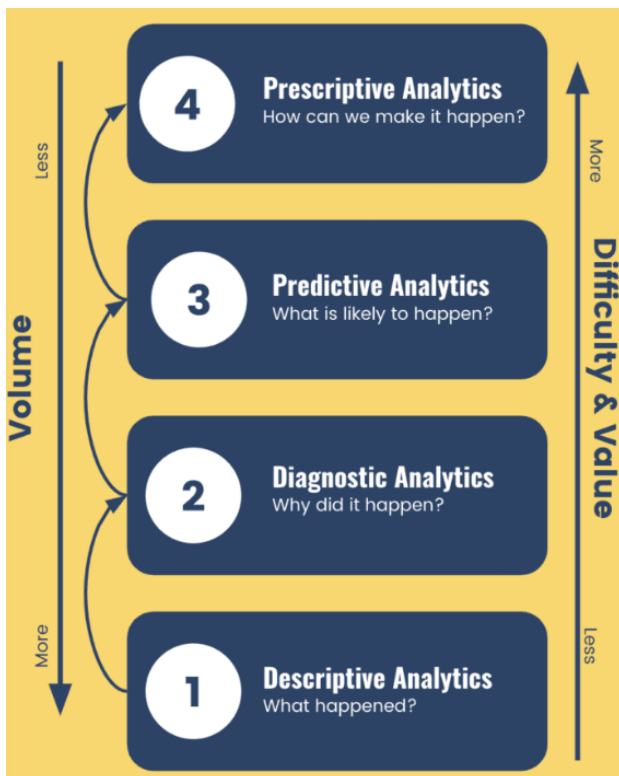 4
Prescriptive Analytics
How can we make it happen?
3
Predictive Analytics
What is likely to happen?
2
Diagnostic Analytics
Why did it happen?
1
Descriptive Analytics
What happened?
Less
Volume
More
More
Difficulty & Value
Less